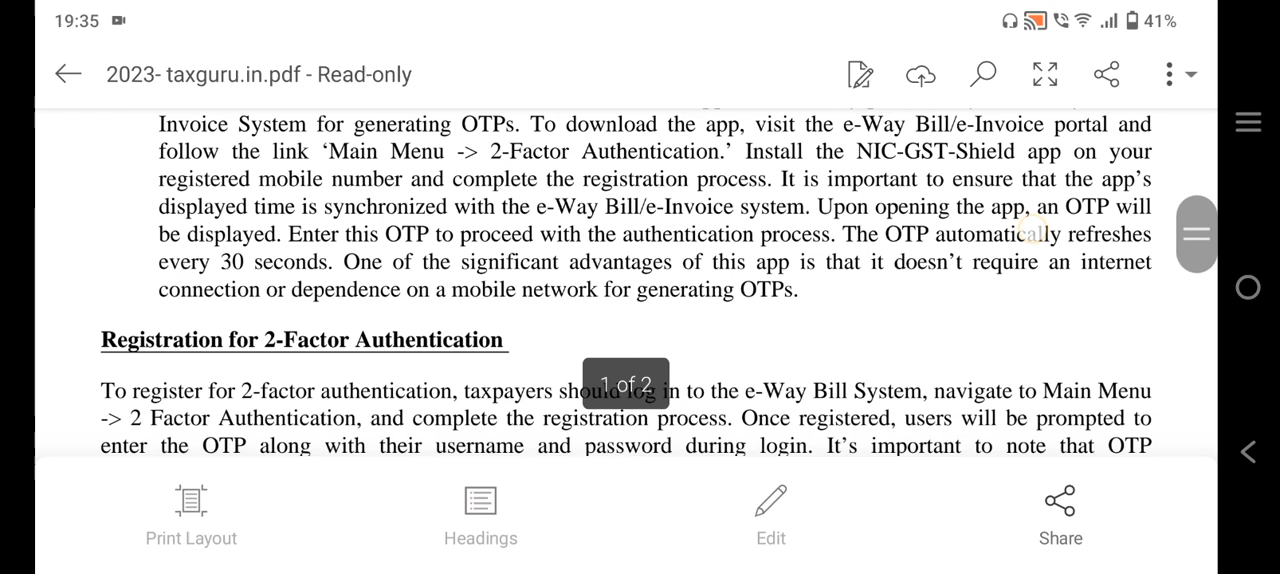 19:35
41%
2023- taxguru.in.pdf - Read-only
Invoice System for generating OTPs. To download the app, visit the e-Way Bill/e-Invoice portal and
follow the link ‘Main Menu -> 2-Factor Authentication.’ Install the NIC-GST-Shield app on your
registered mobile number and complete the registration process. It is important to ensure that the app’s
displayed time is synchronized with the e-Way Bill/e-Invoice system. Upon opening the app, an OTP will
be displayed. Enter this OTP to proceed with the authentication process. The OTP automatically refreshes
every 30 seconds. One of the significant advantages of this app is that it doesn’t require an internet
connection or dependence on a mobile network for generating OTPs.
Registration for 2-Factor Authentication
To register for 2-factor authentication, taxpayers should log in to the e-Way Bill System, navigate to Main Menu
1 of 2
-> 2 Factor Authentication, and complete the registration process. Once registered, users will be prompted to
enter the OTP along with their username and password during login. It’s important to note that OTP
Print Layout
Headings
Edit
Share